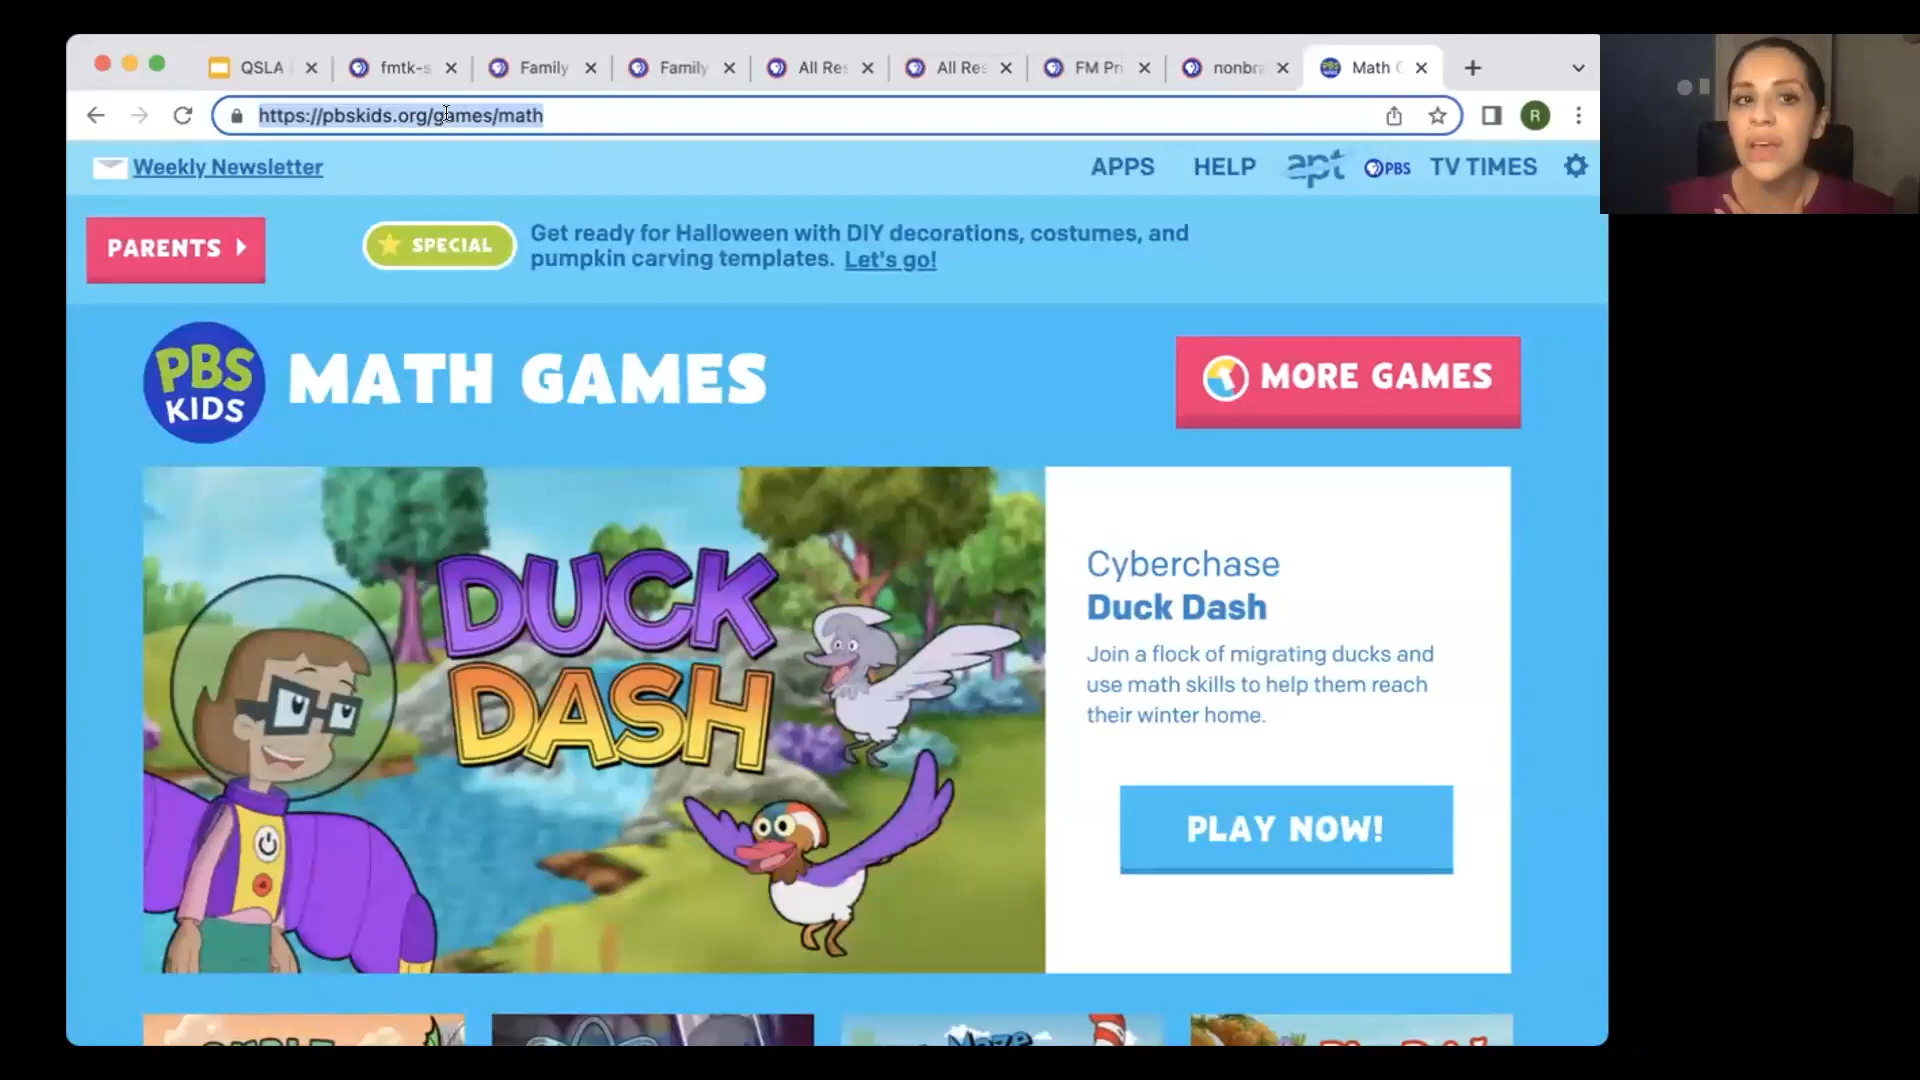 QSLA
fmtk-s
Family
Family
All Re
All Re
FM Pri
nonbr
Math
https://pbskids.org/games/math
R
Weekly Newsletter
APPS HELP apt PBS TV TIMES
PARENTS
SPECIAL
Get ready for Halloween with DIY decorations, costumes, and
pumpkin carving templates. Let's go!
PBS
KIDS
MATH GAMES
MORE GAMES
DUCK
DASH
Cyberchase
Duck Dash
Join a flock of migrating ducks and
use math skills to help them reach
their winter home.
PLAY NOW!
Maze